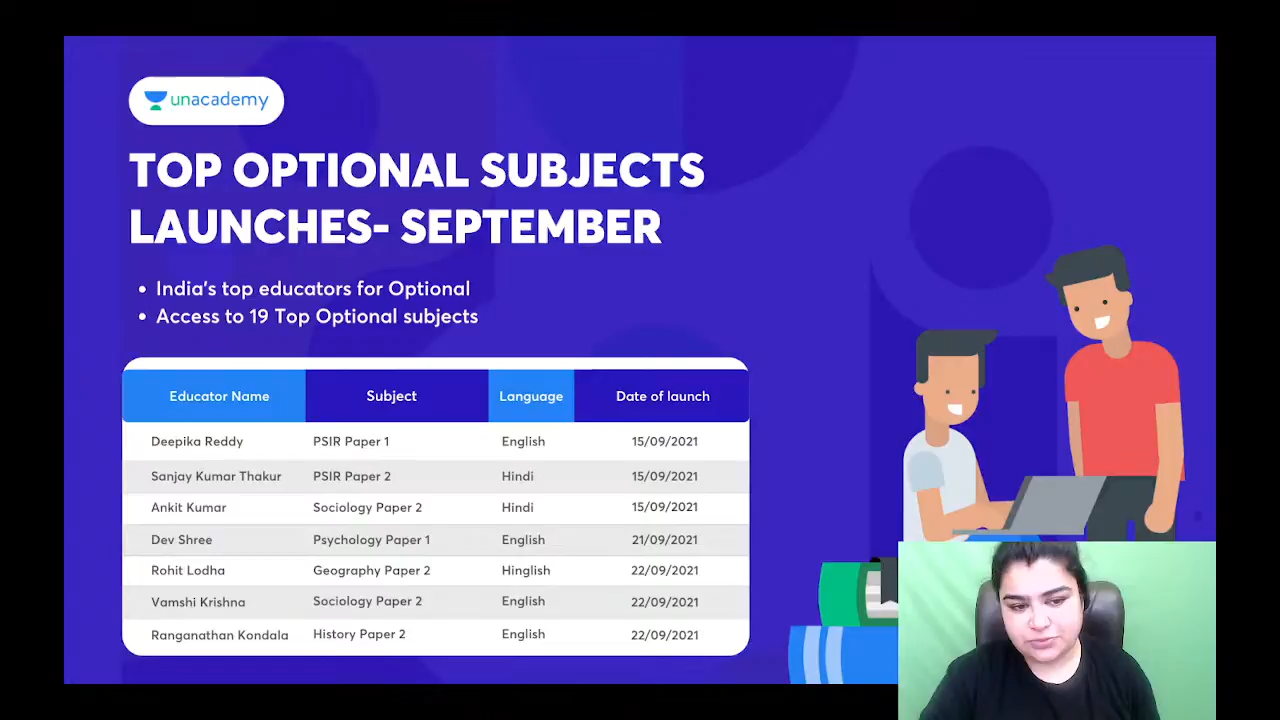 unacademy
TOP OPTIONAL SUBJECTS
LAUNCHES- SEPTEMBER
• India's top educators for Optional
• Access to 19 Top Optional subjects
Educator Name Subject Language Date of launch
Deepika Reddy PSIR Paper 1 English 15/09/2021
Sanjay Kumar Thakur PSIR Paper 2 Hindi 15/09/2021
Ankit Kumar Sociology Paper 2 Hindi 15/09/2021
Dev Shree Psychology Paper 1 English 21/09/2021
Rohit Lodha Geography Paper 2 Hinglish 22/09/2021
Vamshi Krishna Sociology Paper 2 English 22/09/2021
Ranganathan Kondala History Paper 2 English 22/09/2021